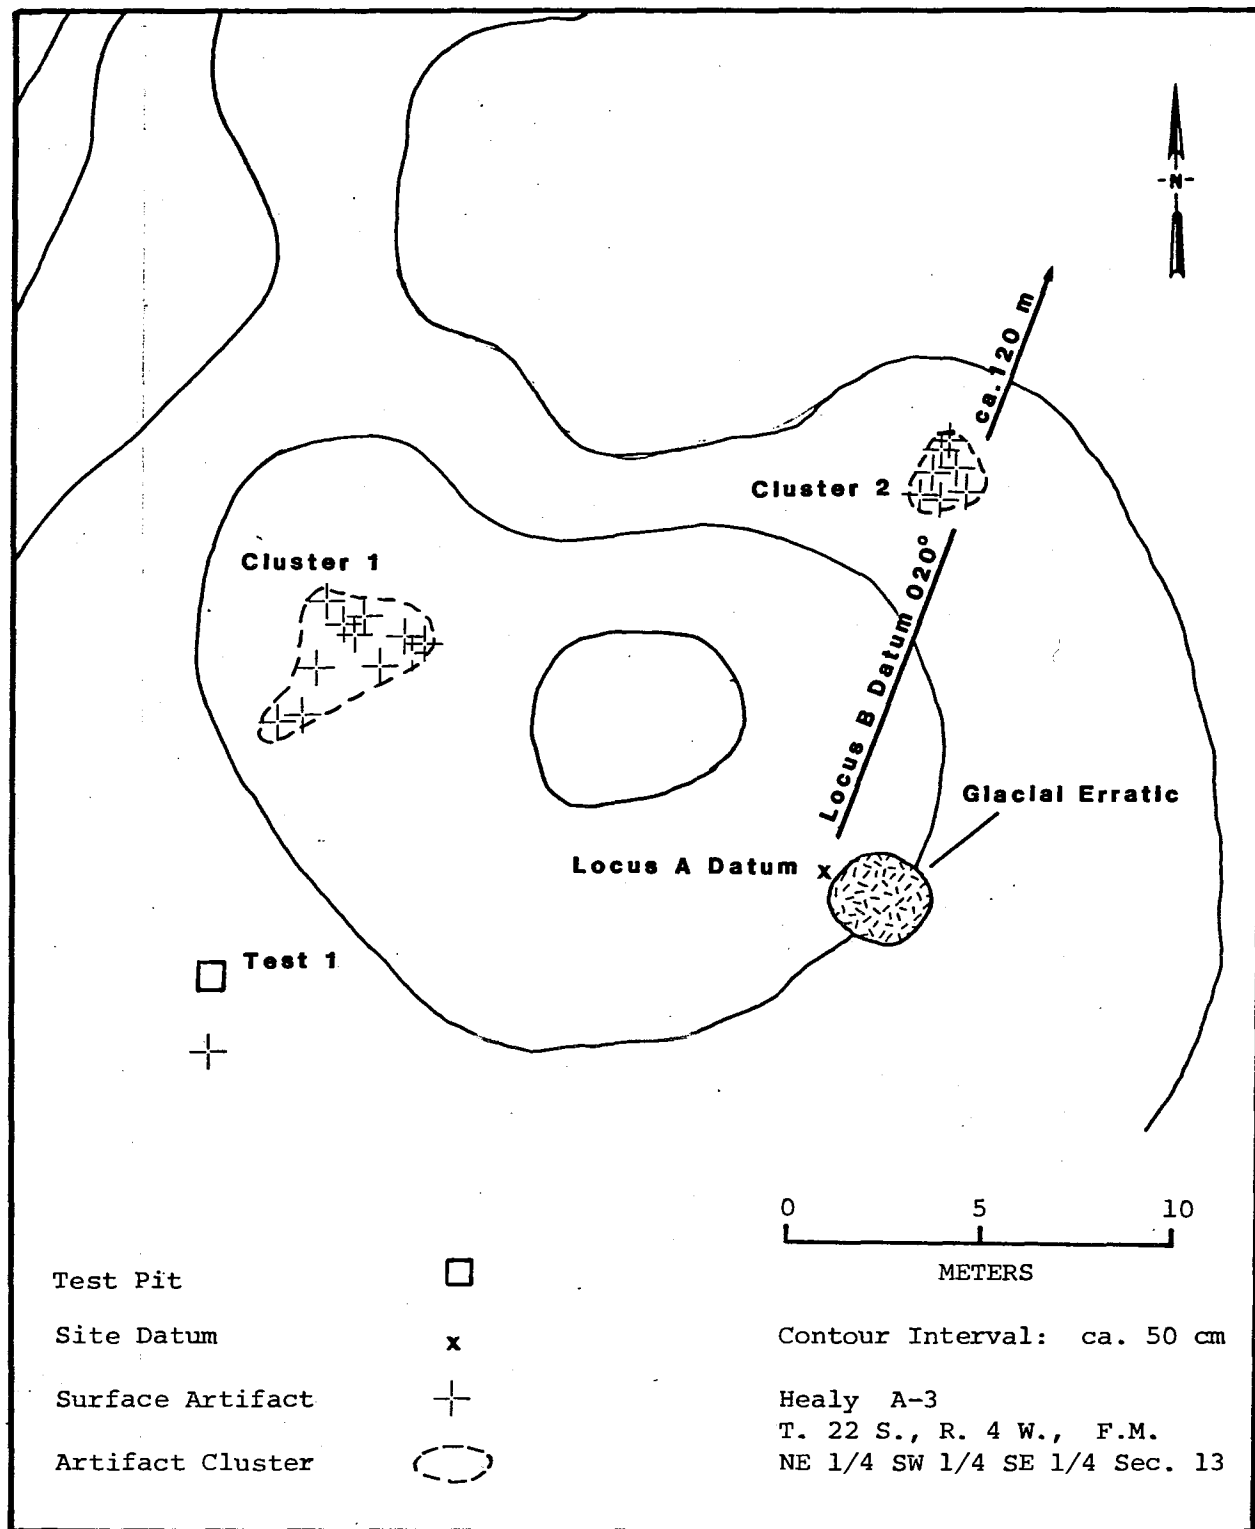 N
ca. 120 m
Cluster 2
Cluster 1
Locus B Datum 020°
Glacial Erratic
Locus A Datum x
Test 1
0 5 10
METERS
Test Pit
Site Datum x
Surface Artifact
Artifact Cluster
Contour Interval: ca. 50 cm
Healy A-3
T. 22 S., R. 4 W., F.M.
NE 1/4 SW 1/4 SE 1/4 Sec. 13